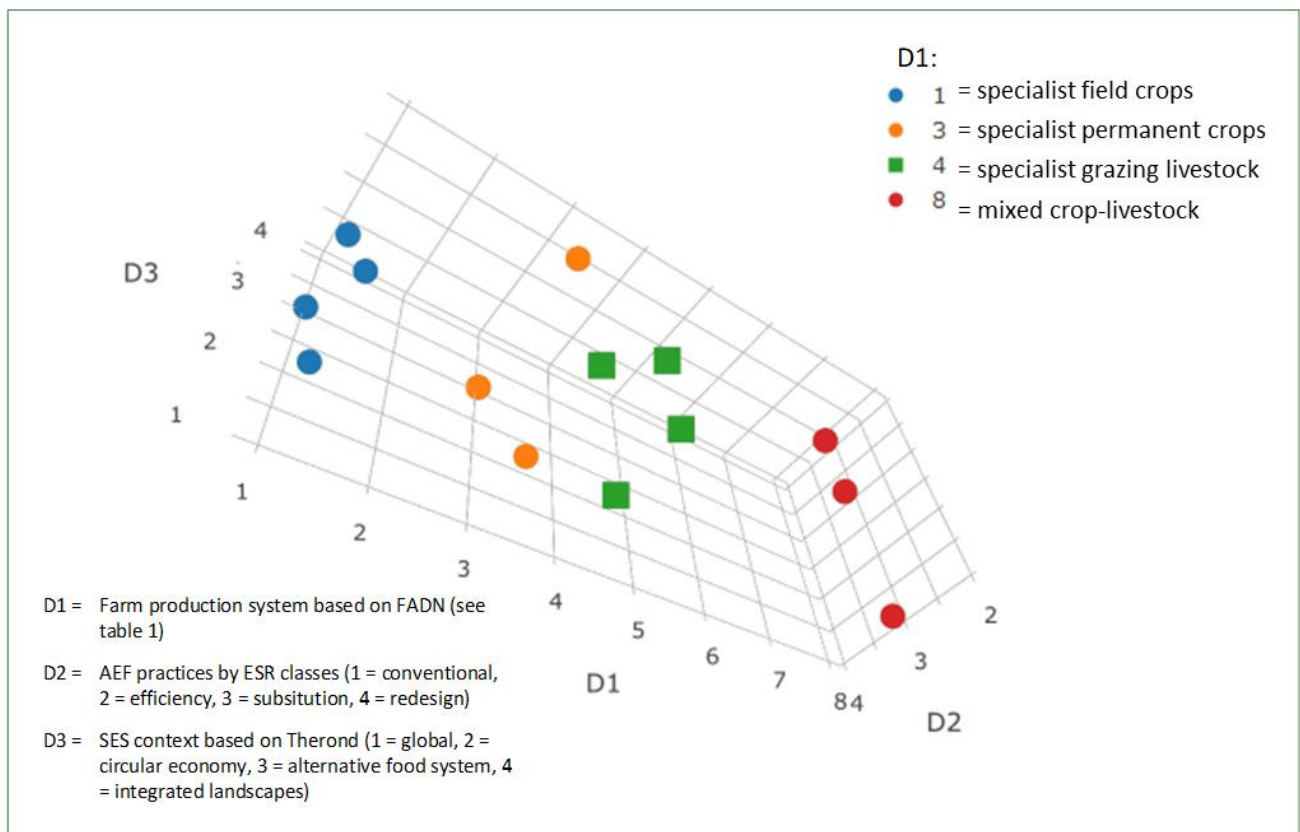 D1:
1 = specialist field crops
3 = specialist permanent crops
4 = specialist grazing livestock
8 = mixed crop-livestock
4
D3
3
2
1
1
2
3
4
5
6
7
84
D1
2
3
D2
D1 = Farm production system based on FADN (see
table 1)
D2 = AEF practices by ESR classes (1 = conventional,
2 = efficiency, 3 = subsitution, 4 = redesign)
D3 = SES context based on Therond (1 = global, 2 =
circular economy, 3 = alternative food system, 4
= integrated landscapes)